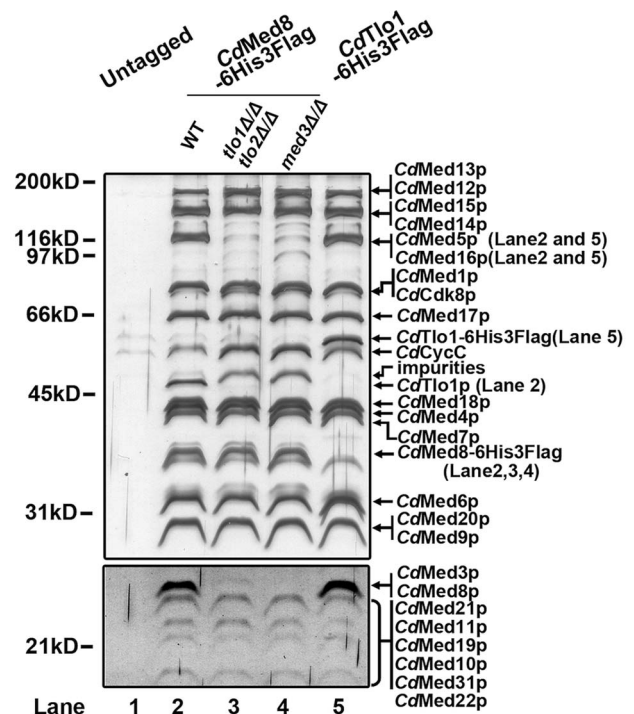 Untagged
CdMed8
-6His3Flag
CdTlo1
-6His3Flag
WT
tlo1Δ/Δ
tlo2Δ/Δ
med3Δ/Δ
200kD
116kD
97kD
66kD
45kD
31kD
21kD
CdMed13p
CdMed12p
CdMed15p
CdMed14p
CdMed5p (Lane2 and 5)
CdMed16p(Lane2 and 5)
CdMed1p
CdCdk8p
CdMed17p
CdTlo1-6His3Flag(Lane 5)
CdCycC
impurities
CdTlo1p (Lane 2)
CdMed18p
CdMed4p
CdMed7p
CdMed8-6His3Flag
(Lane2,3,4)
CdMed6p
CdMed20p
CdMed9p
CdMed3p
CdMed8p
CdMed21p
CdMed11p
CdMed19p
CdMed10p
CdMed31p
CdMed22p
Lane 1 2 3 4 5